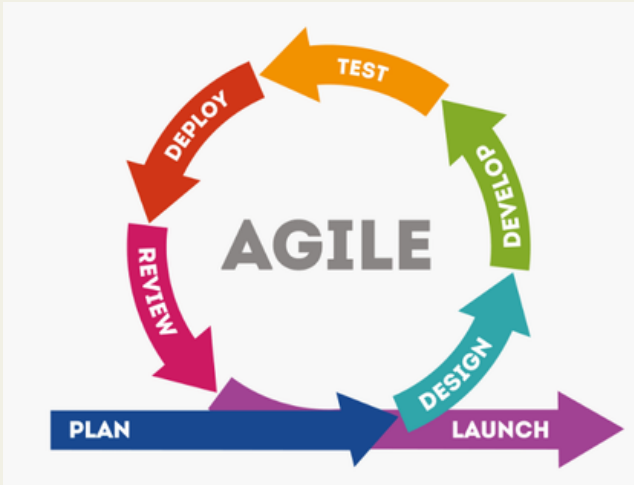 TEST
DEPLOY
DEVELOP
AGILE
REVIEW
DESIGN
PLAN
LAUNCH